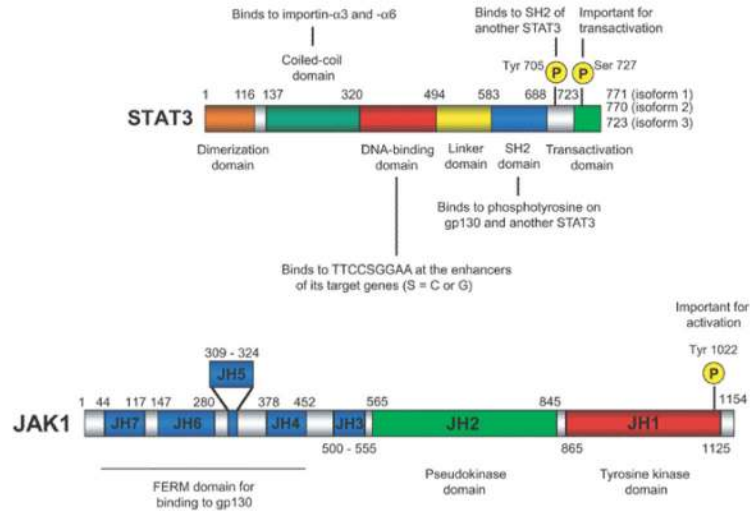 Binds to importin-α3 and -α6
Coiled-coil
domain
Binds to SH2 of
another STAT3
Important for
transactivation
Tyr 705
P
P
Ser 727
1
116
137
320
494
583
688
723
771 (isoform 1)
770 (isoform 2)
723 (isoform 3)
STAT3
Dimerization
domain
DNA-binding
domain
Linker
domain
SH2
domain
Transactivation
domain
Binds to phosphotyrosine on
gp130 and another STAT3
Binds to TTCCSGGAA at the enhancers
of its target genes (S = C or G)
Important for
activation
Tyr 1022
P
309 - 324
JH5
1
44
117
147
280
378
452
565
845
1154
JAK1
JH7
JH6
JH4
JH3
JH2
JH1
500 - 555
865
1125
FERM domain for
binding to gp130
Pseudokinase
domain
Tyrosine kinase
domain